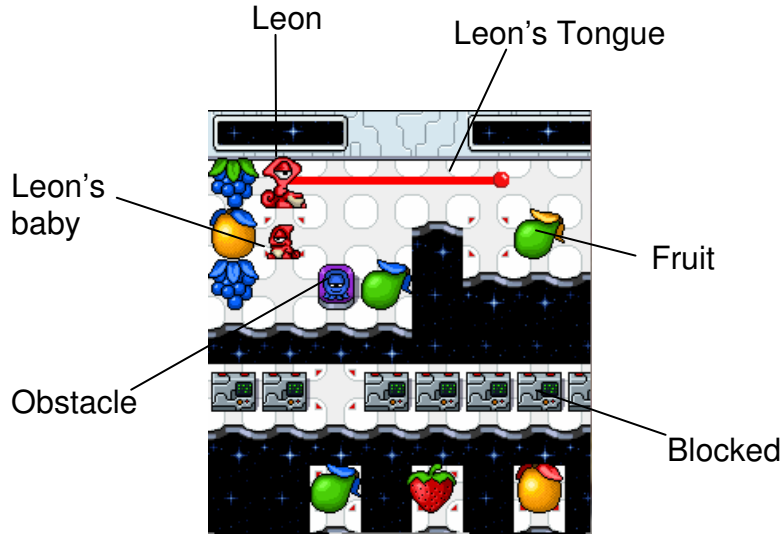 Leon
Leon's Tongue
Leon's
baby
Fruit
Obstacle
Blocked